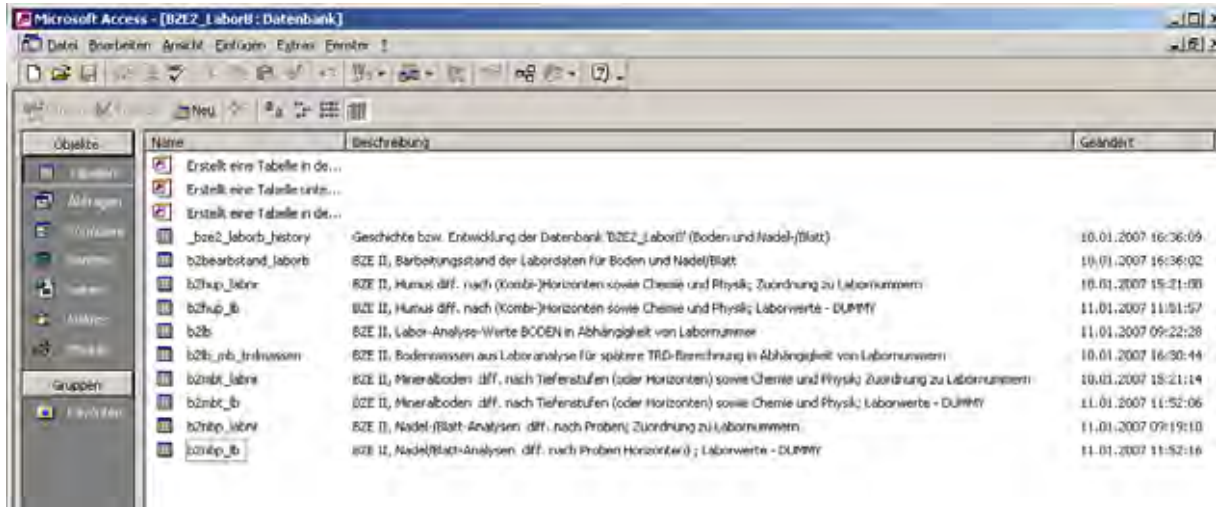 Microsoft Access - [BZE2_LaborB : Datenbank]
Datei Bearbeiten Ansicht Einfügen Extras Fenster ?
Neu
Objekte
Name Beschreibung Geändert
Tabellen
Abfragen
Erstellt eine Tabelle in de...
Erstellt eine Tabelle unte...
Erstellt eine Tabelle in de...
_bze2_laborb_history Geschichte bzw. Entwicklung der Datenbank 'BZE2_LaborB' (Boden und Nadel-/Blatt) 10.01.2007 16:36:09
b2bearbstand_laborb BZE II, Barbeitungsstand der Labordaten für Boden und Nadel/Blatt 10.01.2007 16:36:02
b2hup_labnr BZE II, Humus diff. nach (Kombi-)Horizonten sowie Chemie und Physik; Zuordnung zu Labornummern 10.01.2007 15:21:00
b2hup_lb BZE II, Humus diff. nach (Kombi-)Horizonten sowie Chemie und Physik; Laborwerte - DUMMY 11.01.2007 11:51:57
b2lb BZE II, Labor-Analyse-Werte BODEN in Abhängigkeit von Labornummer 11.01.2007 09:22:28
b2lb_mb_trdmassen BZE II, Bodenmassen aus Laboranalyse für spätere TRD-Berechnung in Abhängigkeit von Labornummern 10.01.2007 16:30:44
b2mbt_labnr BZE II, Mineralboden diff. nach Tiefenstufen (oder Horizonten) sowie Chemie und Physik; Zuordnung zu Labornummern 10.01.2007 15:21:14
b2mbt_lb BZE II, Mineralboden diff. nach Tiefenstufen (oder Horizonten) sowie Chemie und Physik; Laborwerte - DUMMY 11.01.2007 11:52:06
b2nbp_labnr BZE II, Nadel-/Blatt-Analysen diff. nach Proben; Zuordnung zu Labornummern 11.01.2007 09:19:10
b2nbp_lb BZE II, Nadel/Blatt-Analysen diff. nach Proben Horizonten) ; Laborwerte - DUMMY 11.01.2007 11:52:16
Gruppen
Favoriten